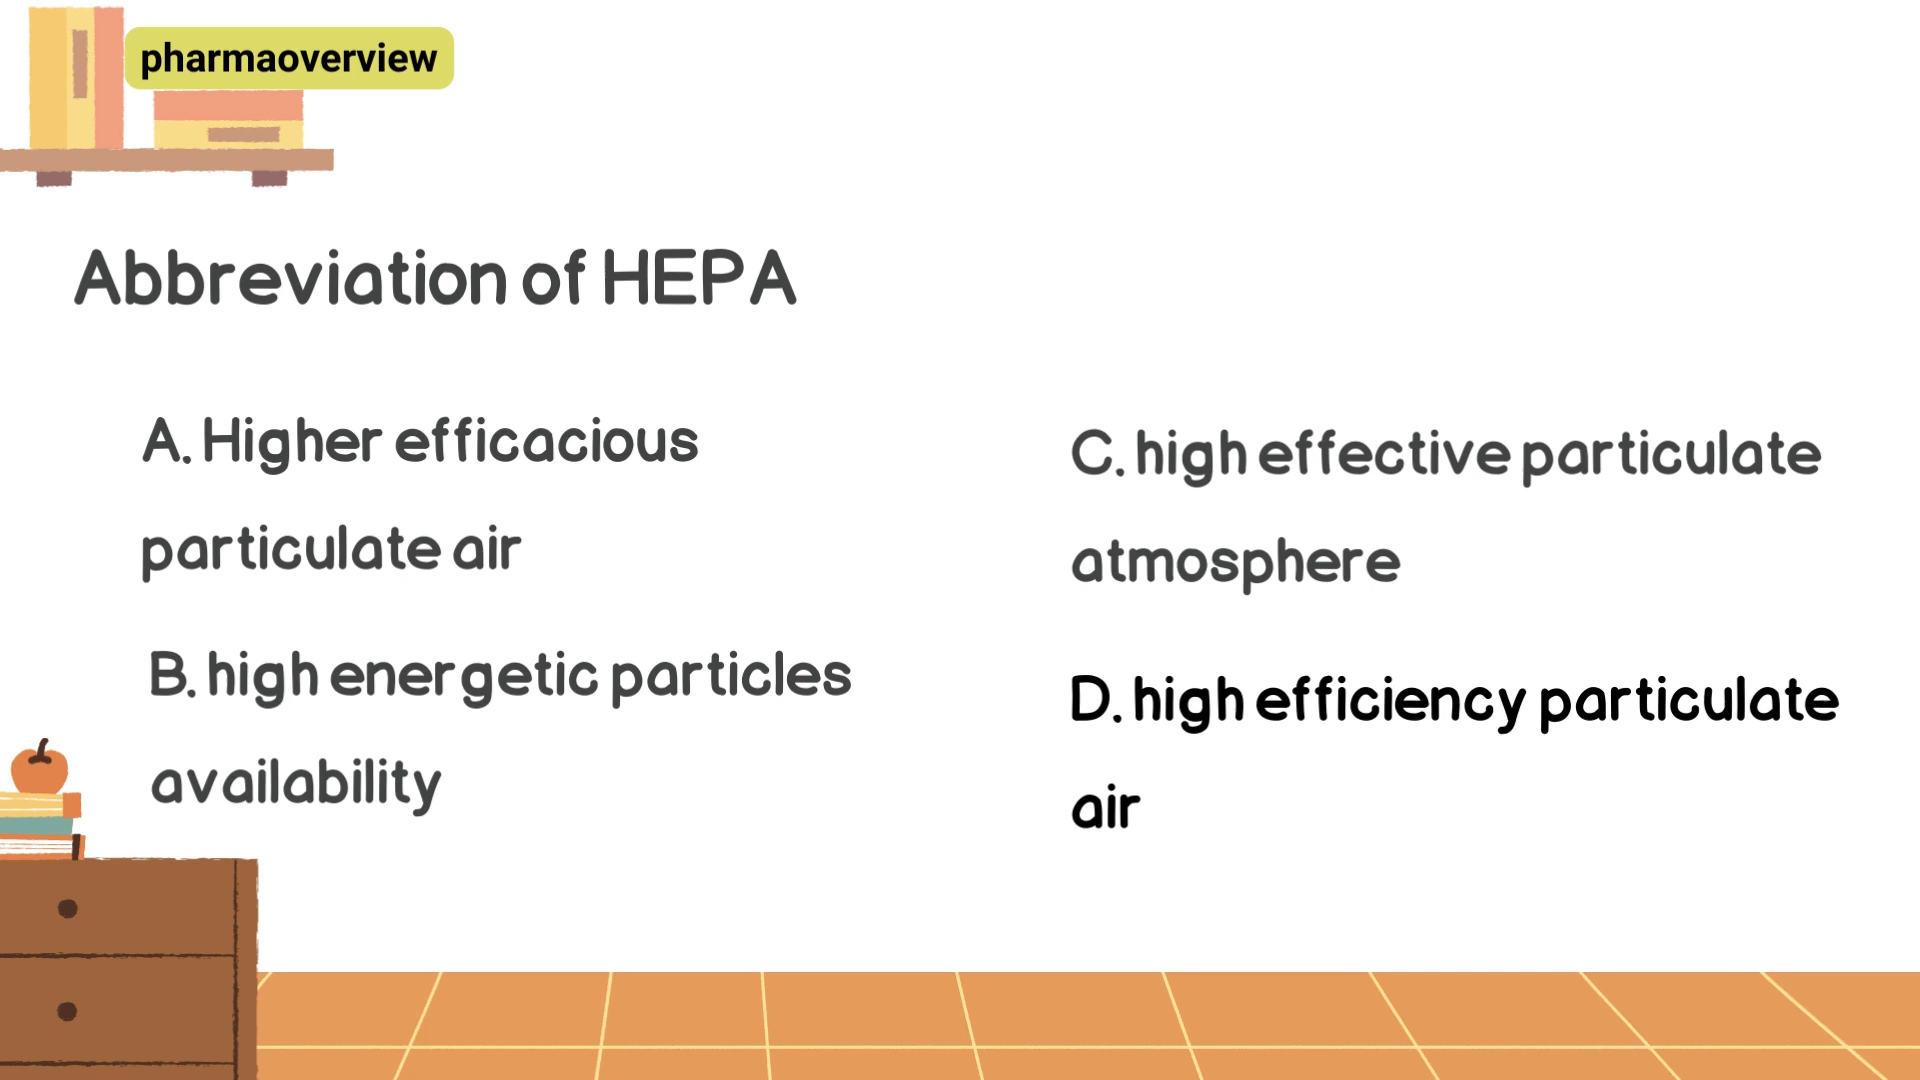 pharmaoverview
Abbreviation of HEPA
A. Higher efficacious
particulate air
B. high energetic particles
availability
C. high effective particulate
atmosphere
D. high efficiency particulate
air